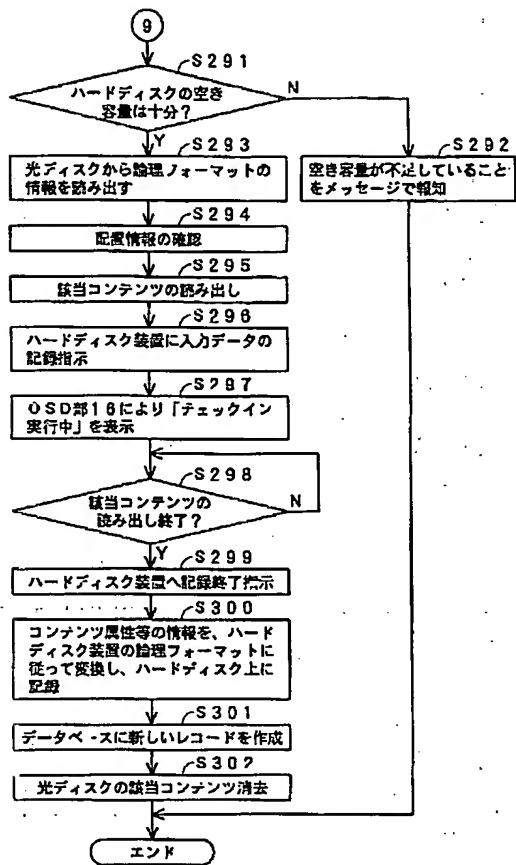 9
S291
ハードディスクの空き
容量は十分?
N
Y
S292
空き容量が不足していること
をメッセージで報知
S293
光ディスクから論理フォーマットの
情報を読み出す
S294
配置情報の確認
S295
該当コンテンツの読み出し
S296
ハードディスク装置に入力データの
記録指示
S297
OSD部16により「チェックイン
実行中」を表示
S298
該当コンテンツの
読み出し終了?
N
Y
S299
ハードディスク装置へ記録終了指示
S300
コンテンツ属性等の情報を、ハード
ディスク装置の論理フォーマットに
従って変換し、ハードディスク上に
記録
S301
データベースに新しいレコードを作成
S302
光ディスクの該当コンテンツ消去
エンド